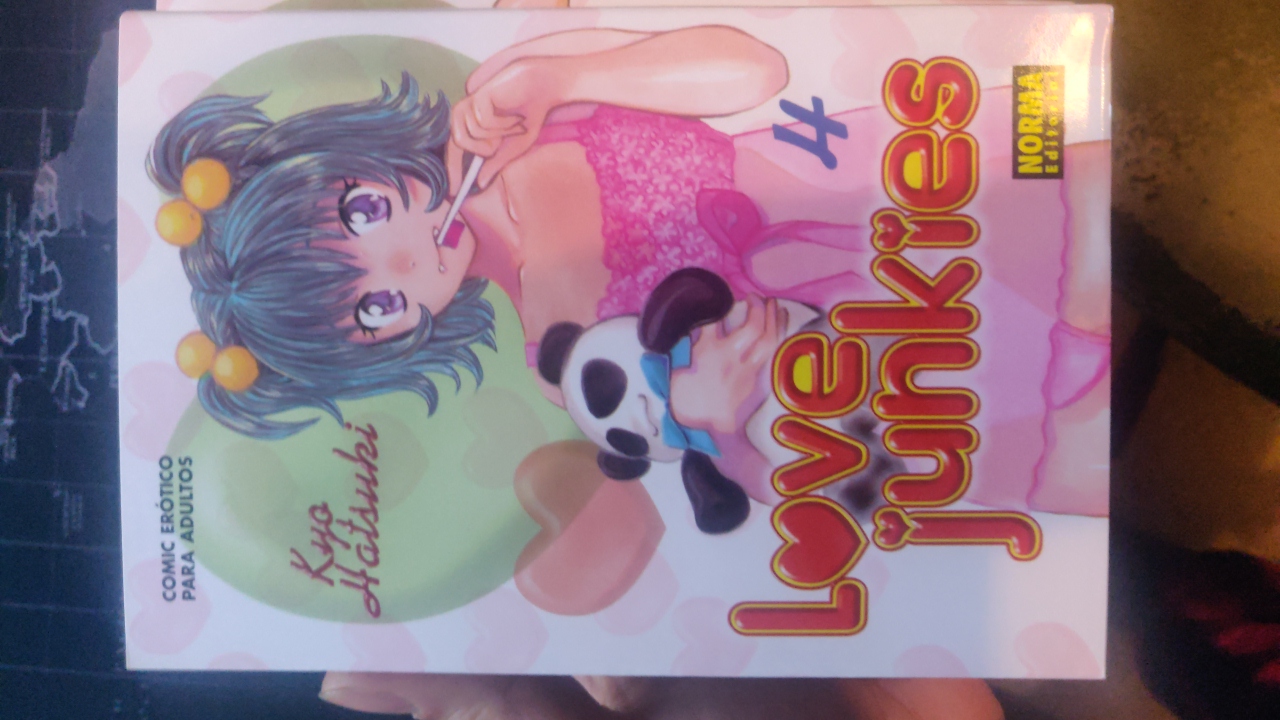 COMIC ERÓTICO
PARA ADULTOS
Kyo
Hatsuki
4
Love
junkies
NORMA
Editorial